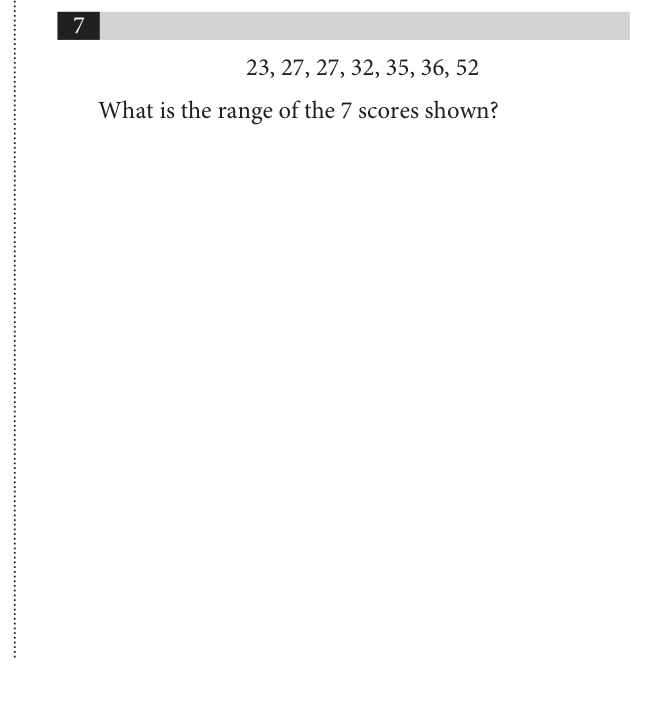 7
23, 27, 27, 32, 35, 36, 52
What is the range of the 7 scores shown?